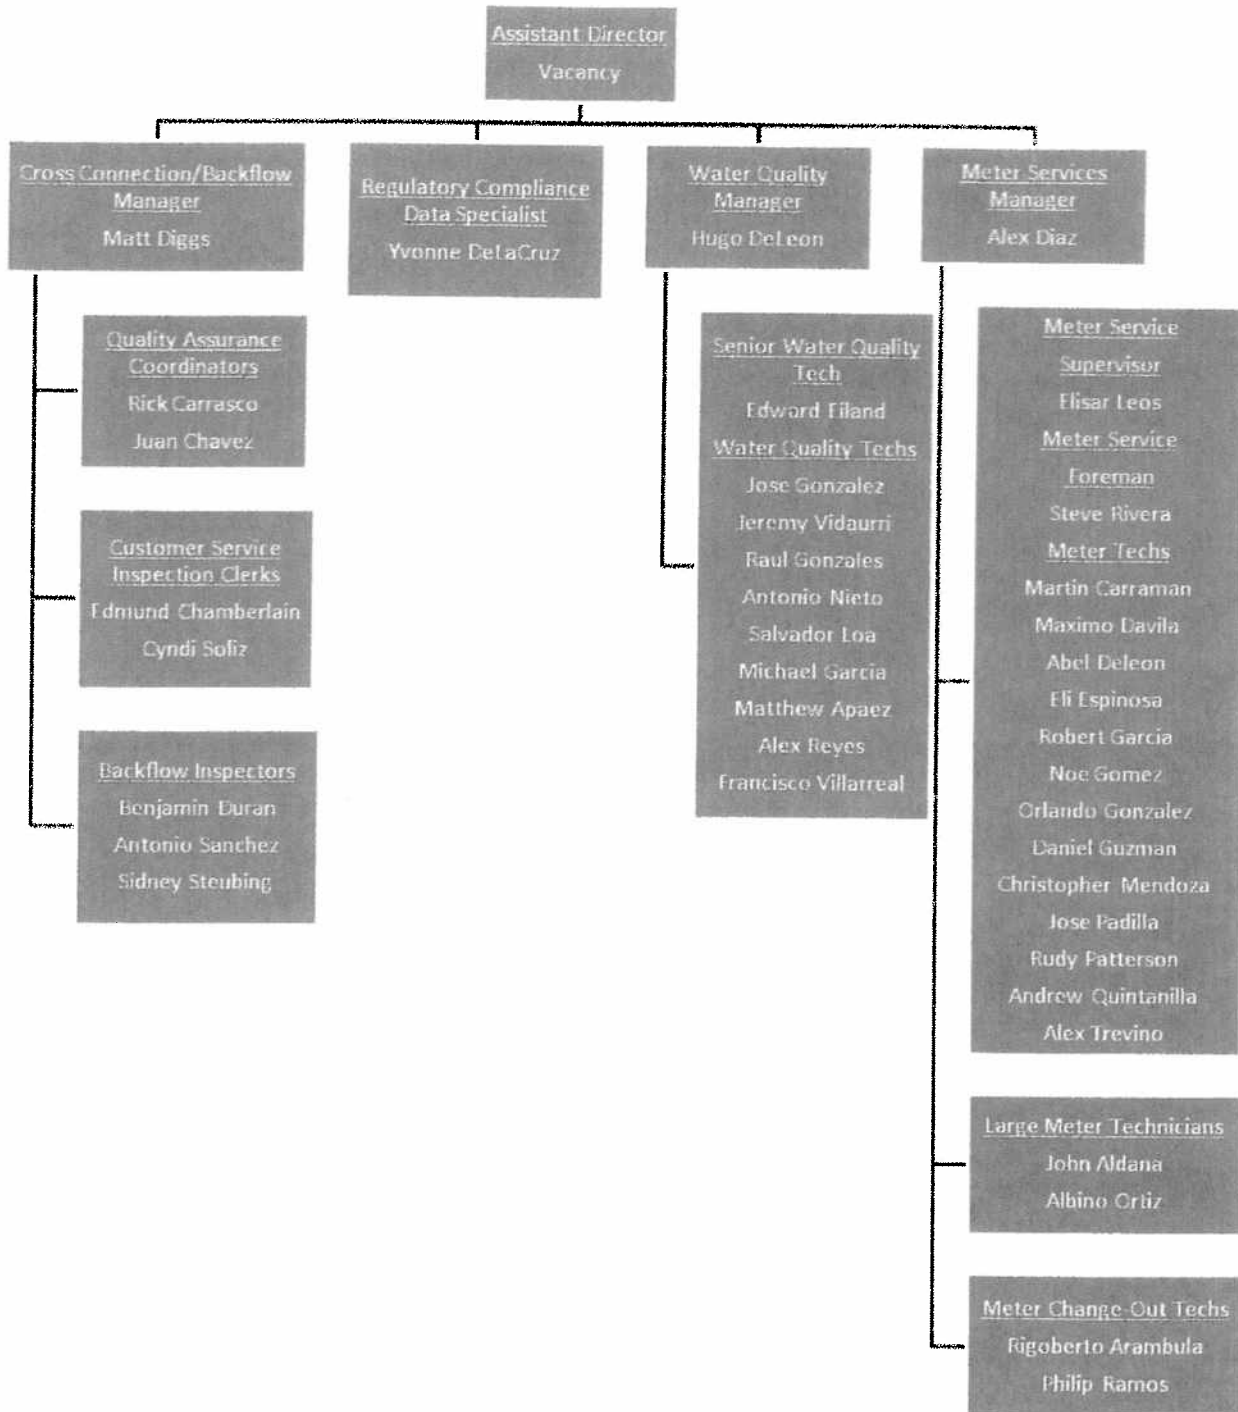 Assistant Director
Vacancy
Cross Connection/Backflow
Manager
Matt Diggs
Regulatory Compliance
Data Specialist
Yvonne DeLaCruz
Water Quality
Manager
Hugo DeLeon
Meter Services
Manager
Alex Diaz
Quality Assurance
Coordinators
Rick Carrasco
Juan Chavez
Customer Service
Inspection Clerks
Edmund Chamberlain
Cyndi Soliz
Backflow Inspectors
Benjamin Duran
Antonio Sanchez
Sidney Steubing
Senior Water Quality
Tech
Edward Eiland
Water Quality Techs
Jose Gonzalez
Jeremy Vidaurri
Raul Gonzales
Antonio Nieto
Salvador Loa
Michael Garcia
Matthew Apaez
Alex Reyes
Francisco Villarreal
Meter Service
Supervisor
Elisar Leos
Meter Service
Foreman
Steve Rivera
Meter Techs
Martin Carraman
Maximo Davila
Abel Deleon
Eli Espinosa
Robert Garcia
Noe Gomez
Orlando Gonzalez
Daniel Guzman
Christopher Mendoza
Jose Padilla
Rudy Patterson
Andrew Quintanilla
Alex Trevino
Large Meter Technicians
John Aldana
Albino Ortiz
Meter Change-Out Techs
Rigoberto Arambula
Philip Ramos